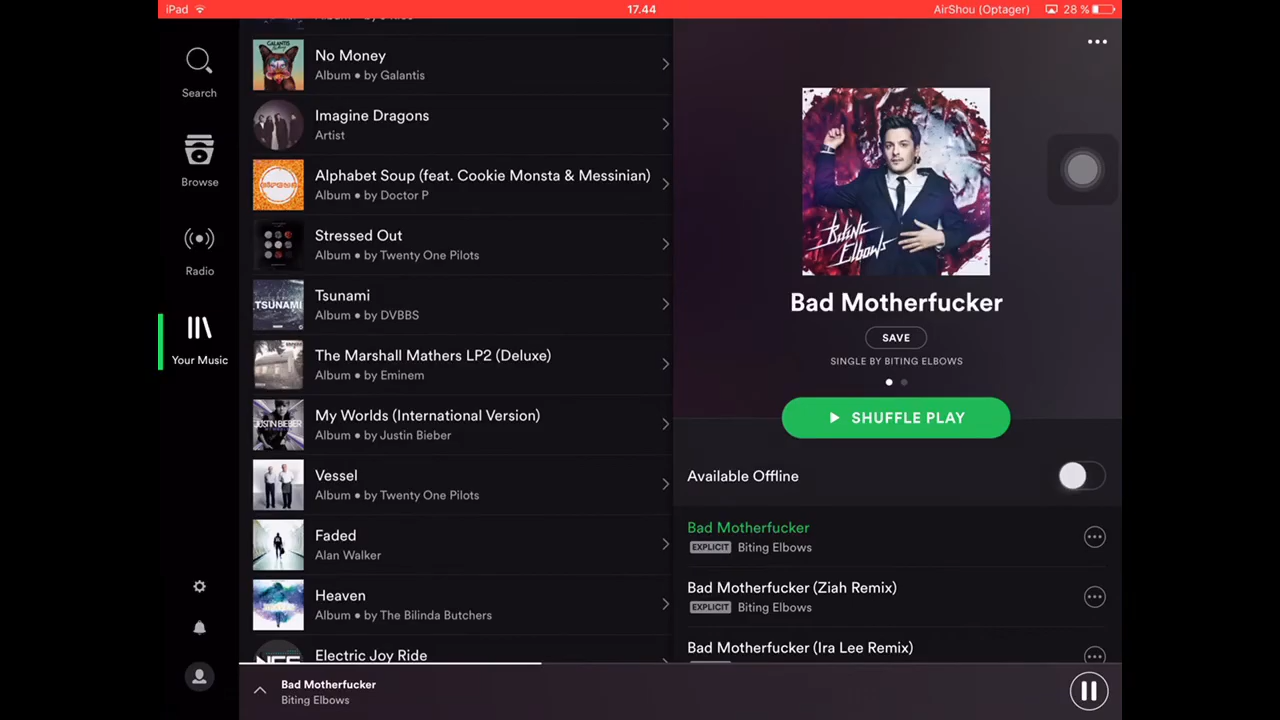 iPad
17.44
AirShou (Optager)
28 %
Search
Browse
Radio
Your Music
No Money
Album • by Galantis
Imagine Dragons
Artist
Alphabet Soup (feat. Cookie Monsta & Messinian)
Album • by Doctor P
Stressed Out
Album • by Twenty One Pilots
TSUNAMI
Tsunami
Album • by DVBBS
The Marshall Mathers LP2 (Deluxe)
Album • by Eminem
JUSTIN BIEBER
My Worlds (International Version)
Album • by Justin Bieber
Vessel
Album • by Twenty One Pilots
Faded
Alan Walker
Heaven
Album • by The Bilinda Butchers
Electric Joy Ride
Biting Elbows
Bad Motherfucker
SAVE
SINGLE BY BITING ELBOWS
SHUFFLE PLAY
Available Offline
Bad Motherfucker
EXPLICIT Biting Elbows
Bad Motherfucker (Ziah Remix)
EXPLICIT Biting Elbows
Bad Motherfucker (Ira Lee Remix)
Bad Motherfucker
Biting Elbows